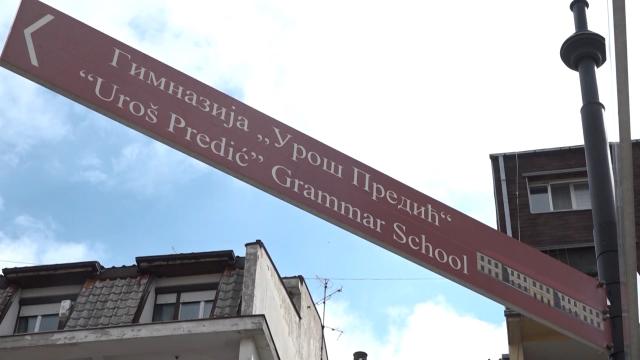 Гимназија „Урош Предић“
“Uroš Predić” Grammar School